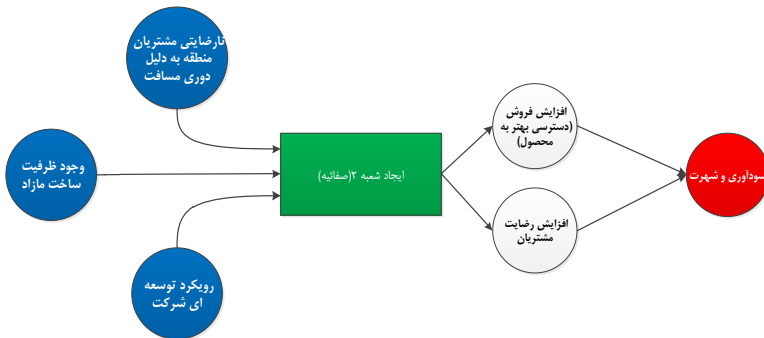 نارضایتی مشتریان
منطقه به دلیل
دوری مسافت
وجود ظرفیت
ساخت مازاد
رویکرد توسعه
ای شرکت
ایجاد شعبه ۲(صفائیه)
افزایش فروش
(دسترسی بهتر به
محصول)
افزایش رضایت
مشتریان
سودآوری و شهرت